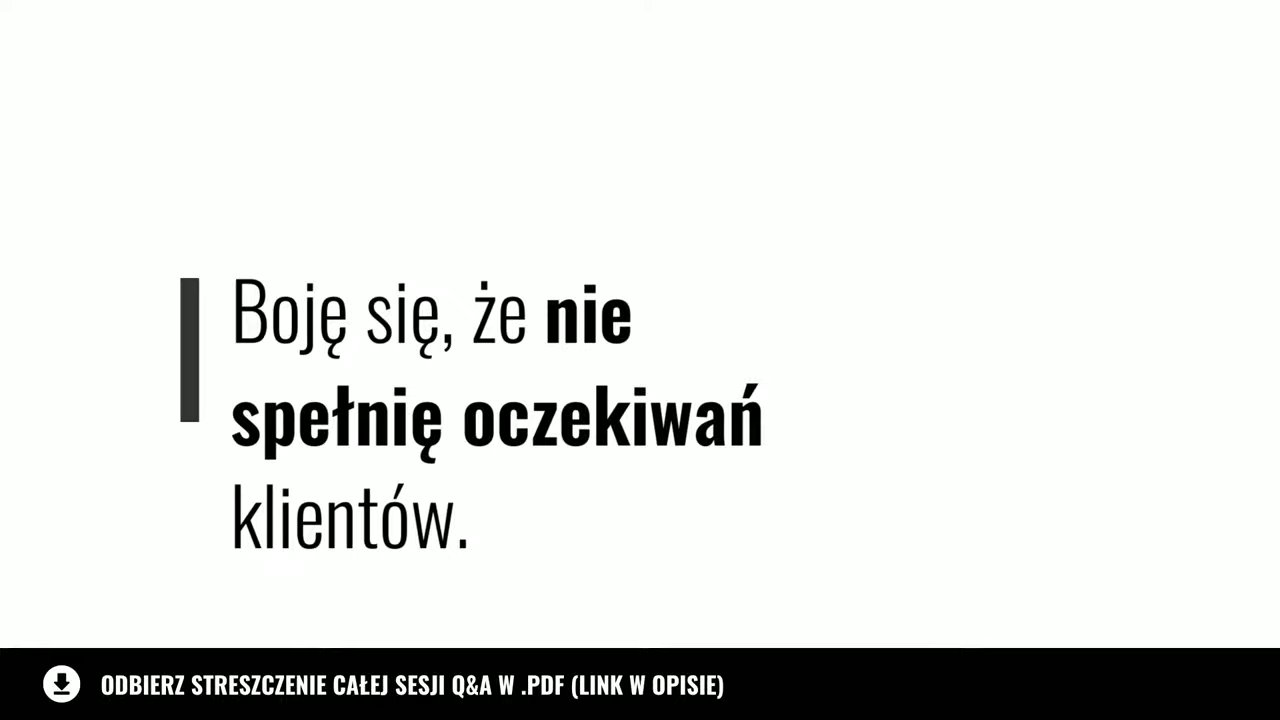 Boję się, że nie
spełnię oczekiwań
klientów.
ODBIERZ STRESZCZENIE CAŁEJ SESJI Q&A W .PDF (LINK W OPISIE)